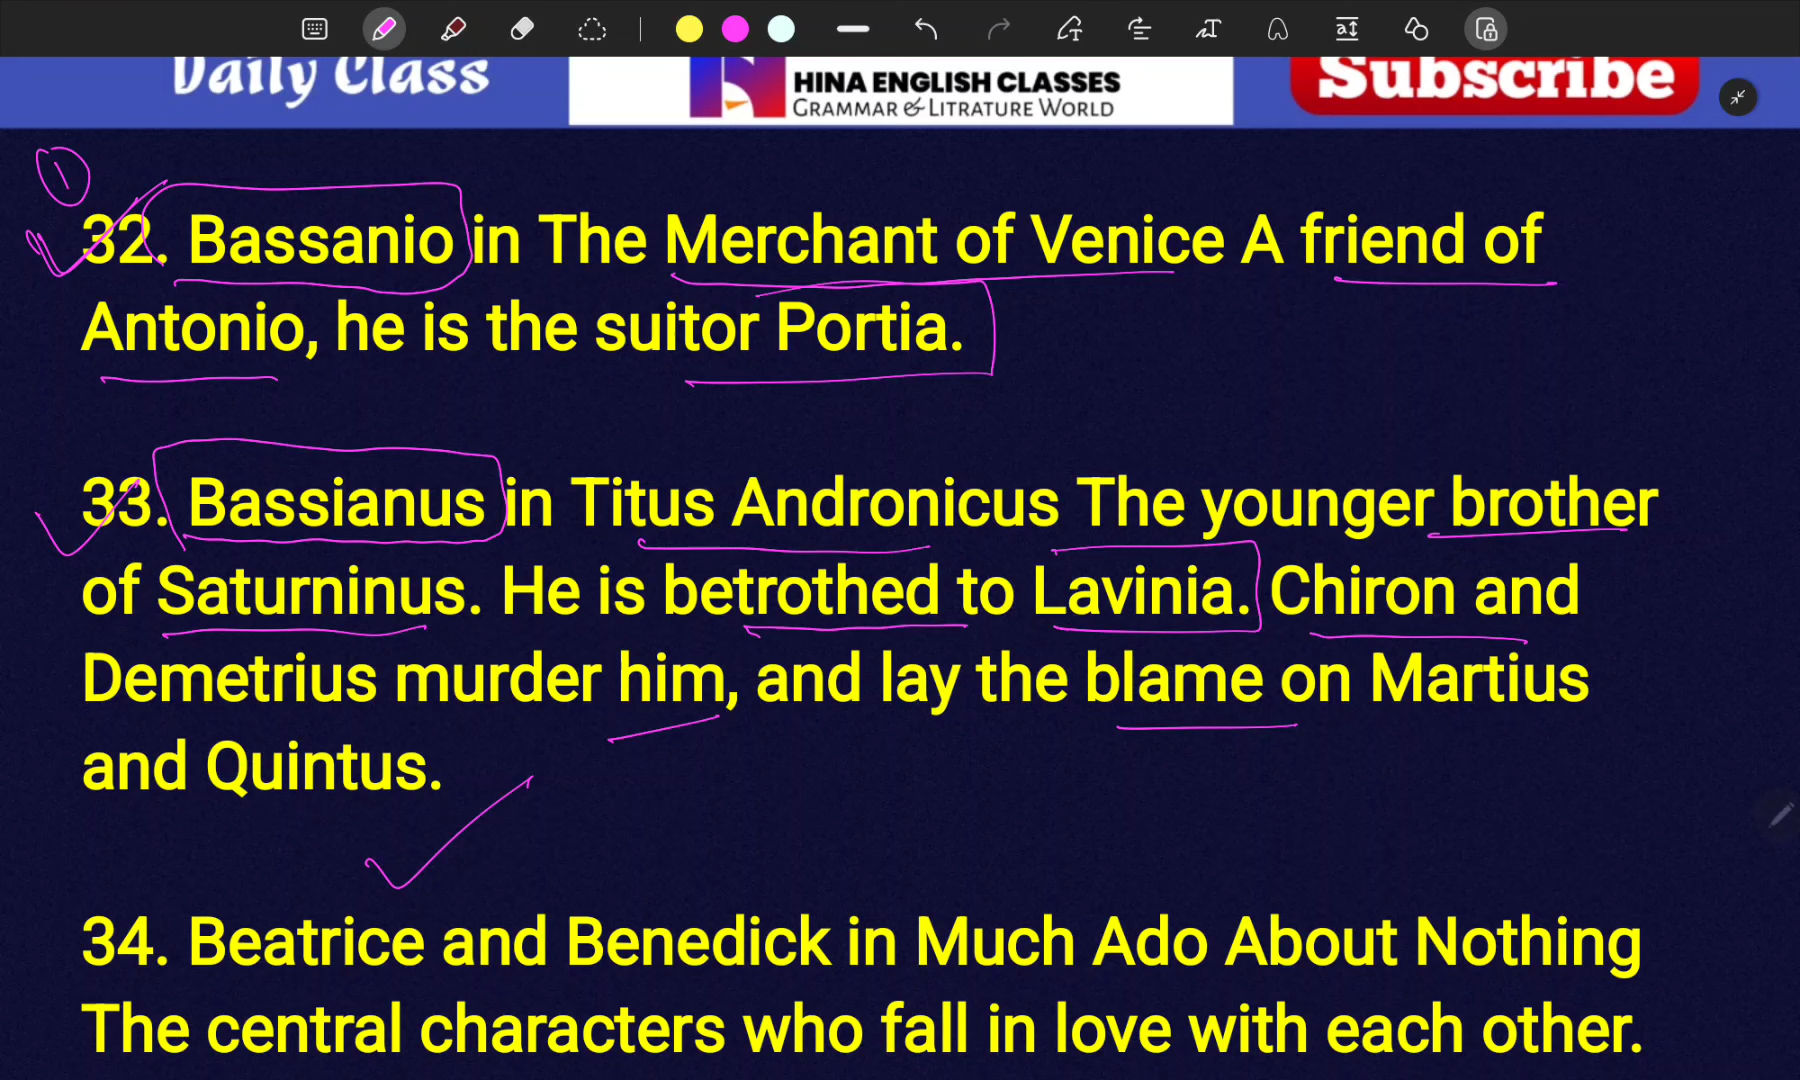 Daily Class
HINA ENGLISH CLASSES
GRAMMAR & LITRATURE WORLD
Subscribe
1
32. Bassanio in The Merchant of Venice A friend of
Antonio, he is the suitor Portia.
33. Bassianus in Titus Andronicus The younger brother
of Saturninus. He is betrothed to Lavinia. Chiron and
Demetrius murder him, and lay the blame on Martius
and Quintus.
34. Beatrice and Benedick in Much Ado About Nothing
The central characters who fall in love with each other.